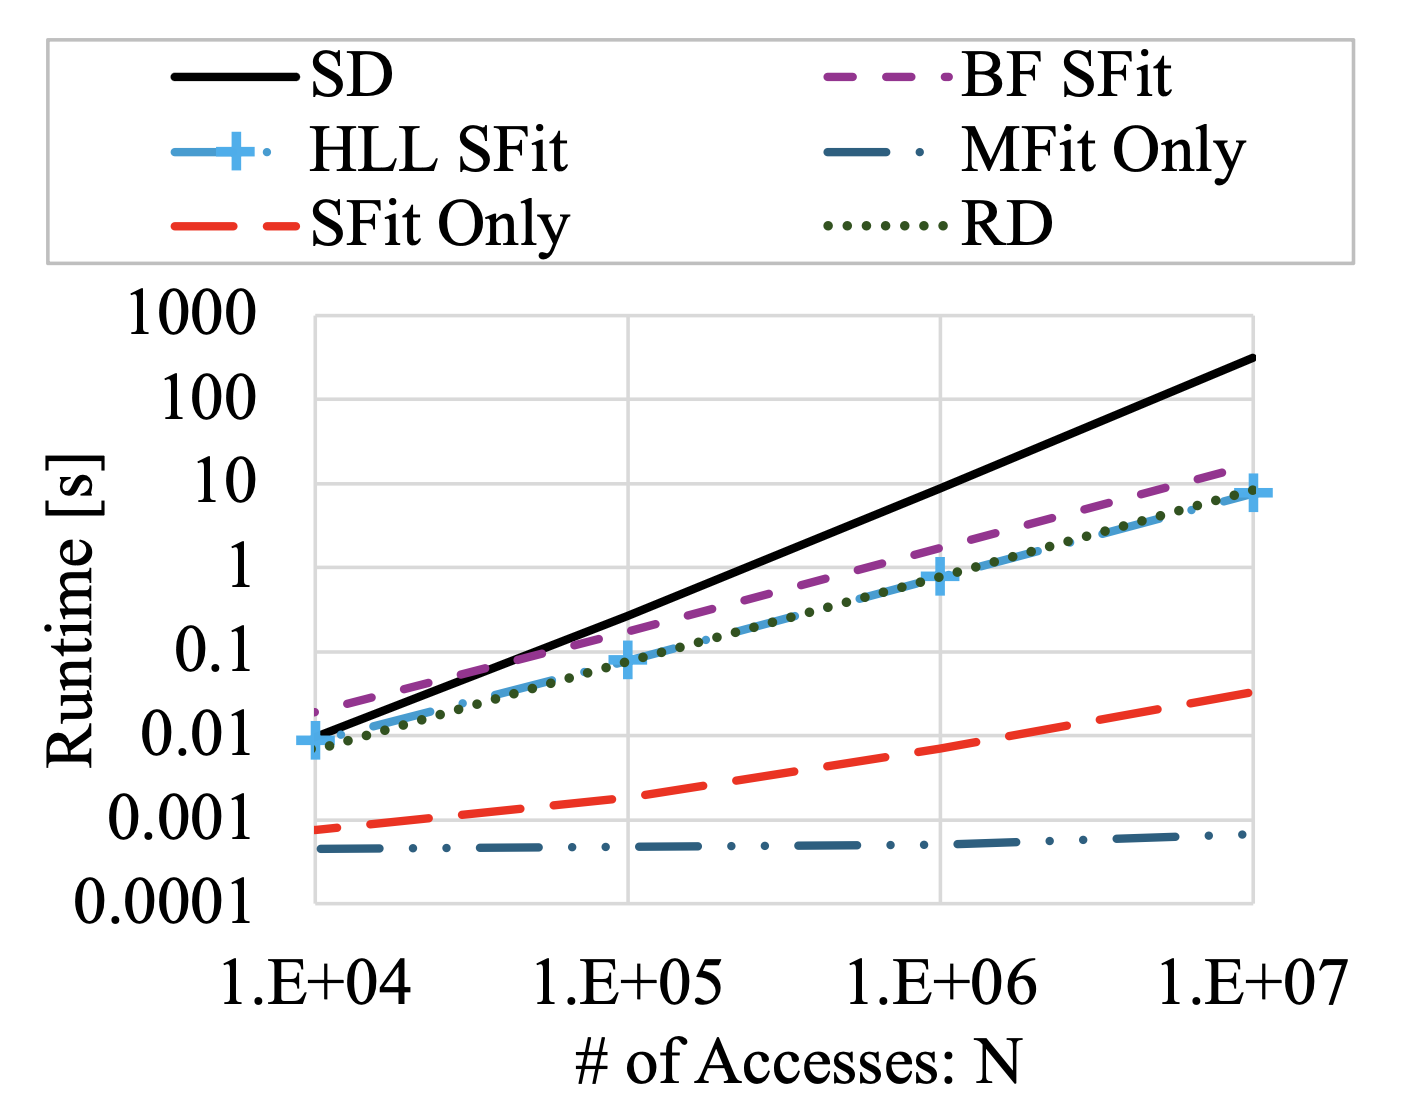 SD
BF SFit
HLL SFit
MFit Only
SFit Only
RD
1000
100
10
1
0.1
0.01
0.001
0.0001
Runtime [s]
1.E+04 1.E+05 1.E+06 1.E+07
# of Accesses: N